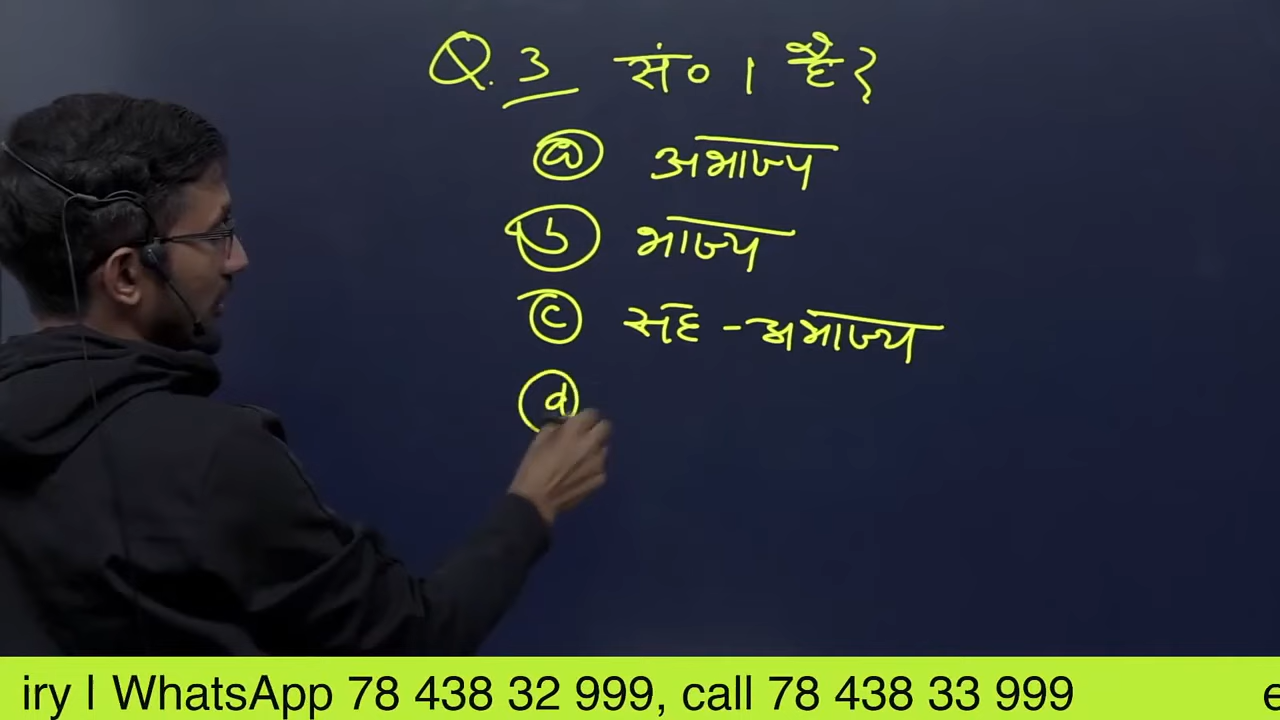 Q. 3 सं० 1 है?
a अभाज्य
b भाज्य
c सह - अभाज्य
d
iry | WhatsApp 78 438 32 999, call 78 438 33 999 e